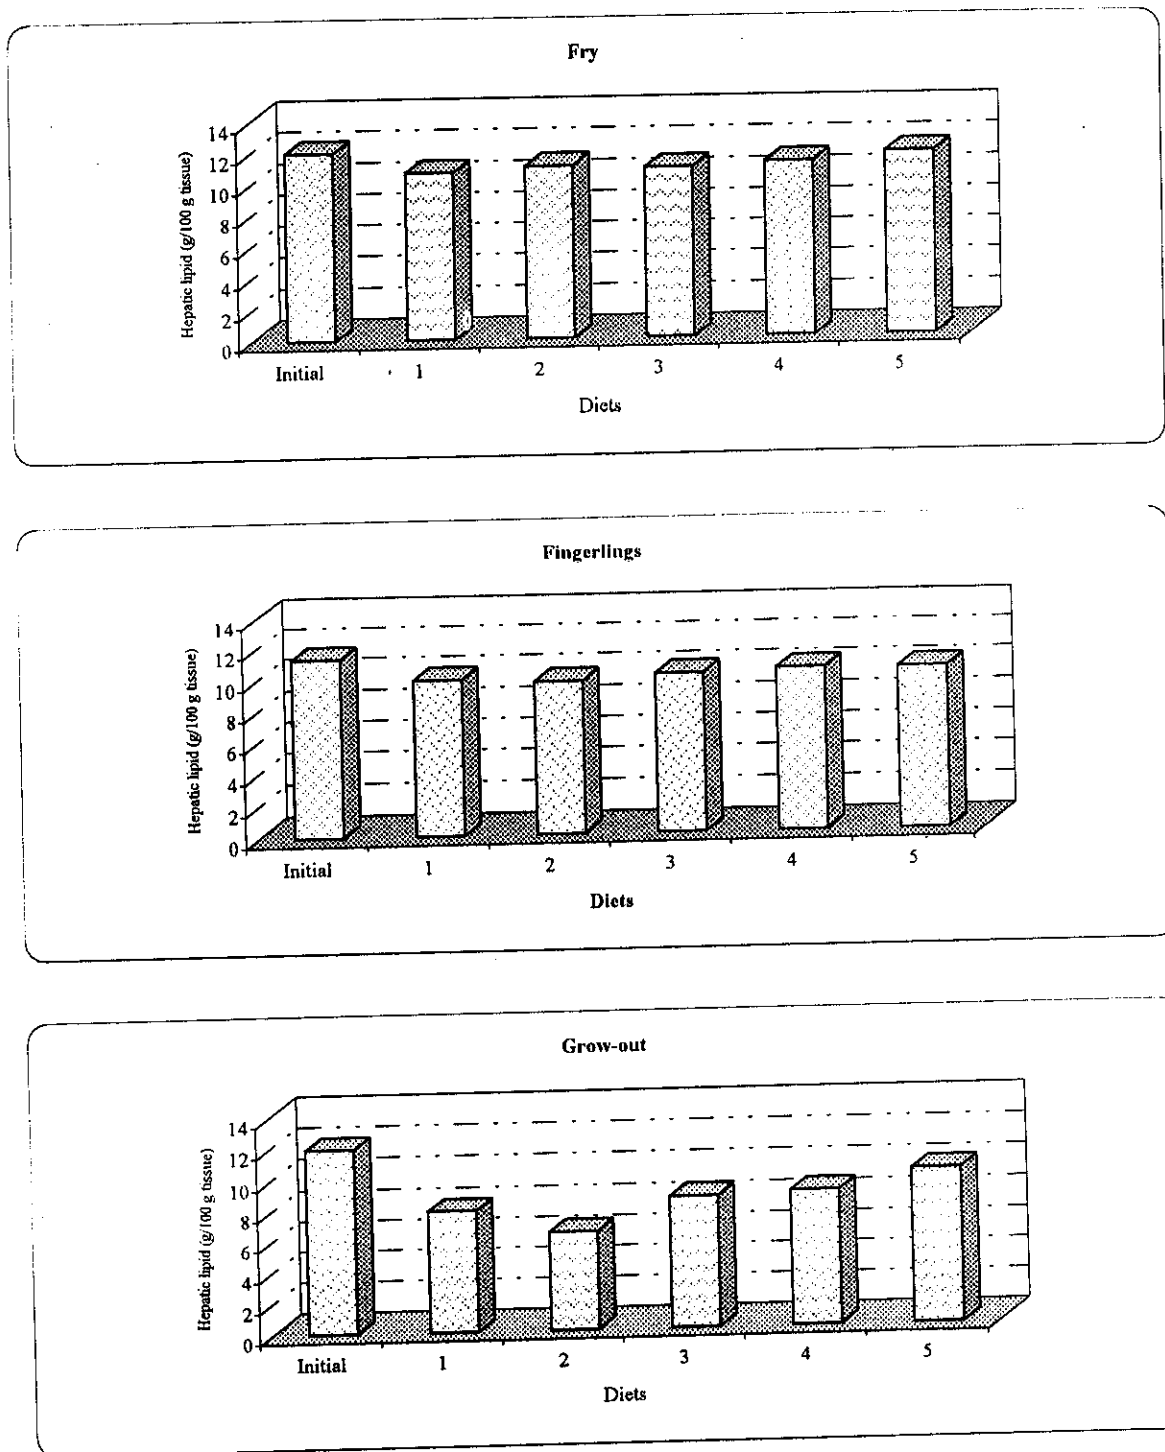 Fry
Hepatic lipid (g/100 g tissue)
14
12
10
8
6
4
2
0
Initial 1 2 3 4 5
Diets
Fingerlings
Hepatic lipid (g/100 g tissue)
14
12
10
8
6
4
2
0
Initial 1 2 3 4 5
Diets
Grow-out
Hepatic lipid (g/100 g tissue)
14
12
10
8
6
4
2
0
Initial 1 2 3 4 5
Diets